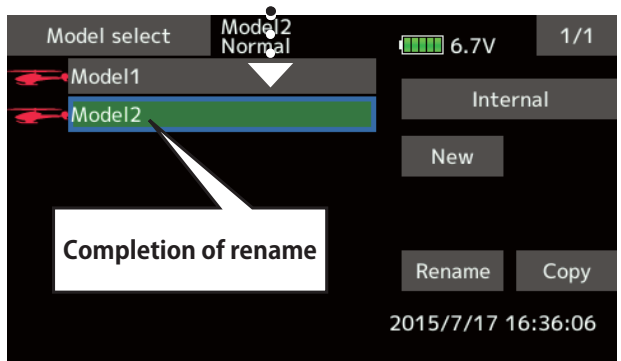 Model select
Model2
Normal
6.7V
1/1
Model1
Internal
Model2
New
Completion of rename
Rename
Copy
2015/7/17 16:36:06